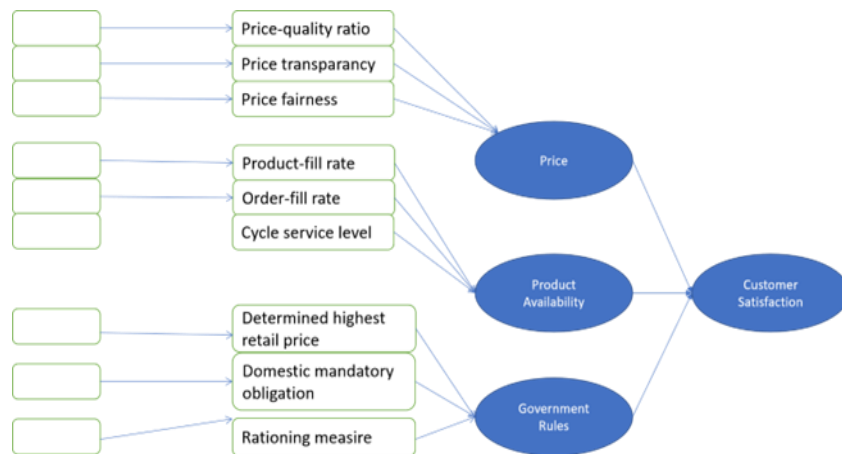 Price-quality ratio
Price transparancy
Price fairness
Price
Product-fill rate
Order-fill rate
Cycle service level
Product
Availability
Customer
Satisfaction
Determined highest
retail price
Domestic mandatory
obligation
Government
Rules
Rationing measire